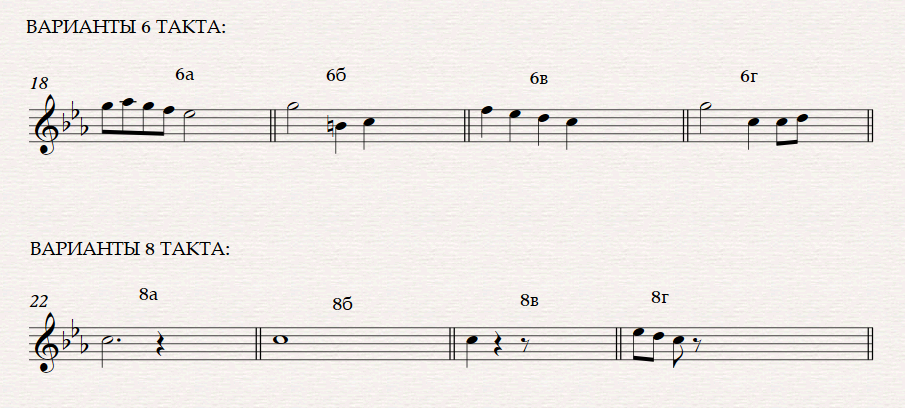 ВАРИАНТЫ 6 ТАКТА:
18 6а 6б 6в 6г
ВАРИАНТЫ 8 ТАКТА:
22 8а 8б 8в 8г